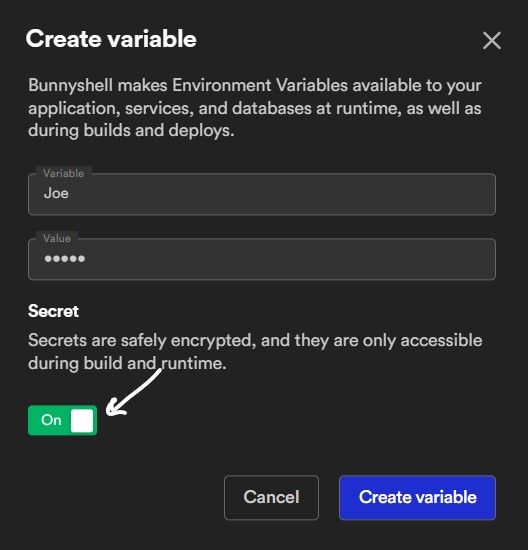 Create variable
Bunnyshell makes Environment Variables available to your
application, services, and databases at runtime, as well as
during builds and deploys.
Variable
Joe
Value
•••••
Secret
Secrets are safely encrypted, and they are only accessible
during build and runtime.
On
Cancel
Create variable